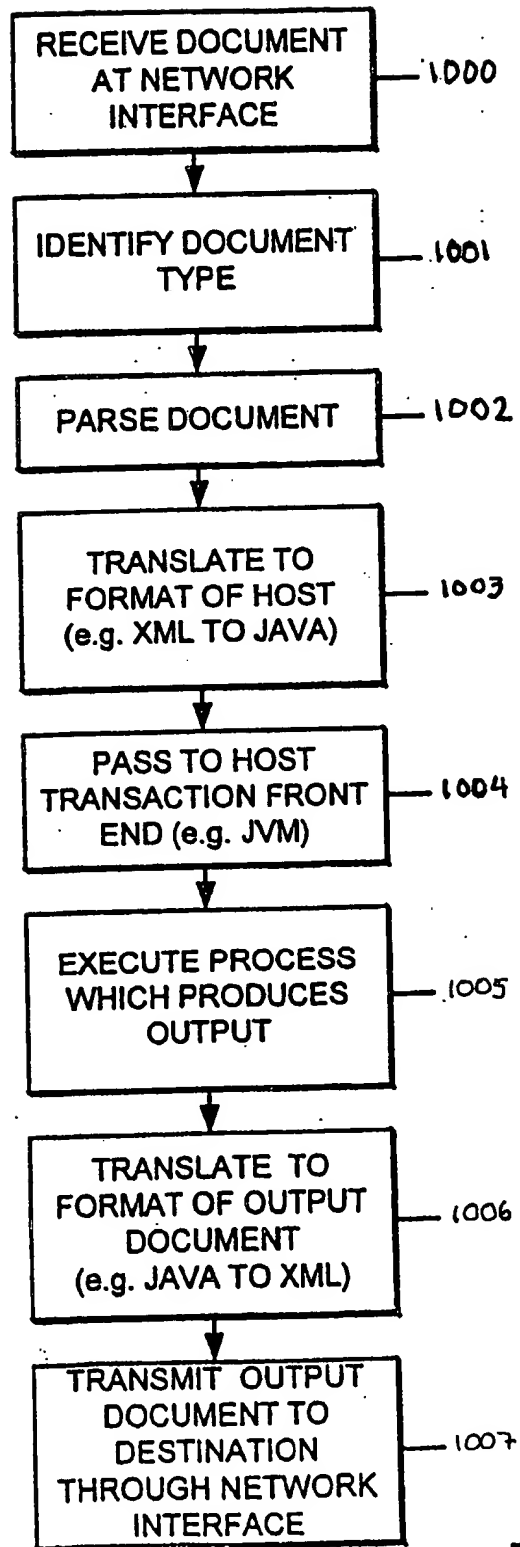 RECEIVE DOCUMENT
AT NETWORK
INTERFACE
1000
IDENTIFY DOCUMENT
TYPE
1001
PARSE DOCUMENT
1002
TRANSLATE TO
FORMAT OF HOST
(e.g. XML TO JAVA)
1003
PASS TO HOST
TRANSACTION FRONT
END (e.g. JVM)
1004
EXECUTE PROCESS
WHICH PRODUCES
OUTPUT
1005
TRANSLATE TO
FORMAT OF OUTPUT
DOCUMENT
(e.g. JAVA TO XML)
1006
TRANSMIT OUTPUT
DOCUMENT TO
DESTINATION
THROUGH NETWORK
INTERFACE
1007